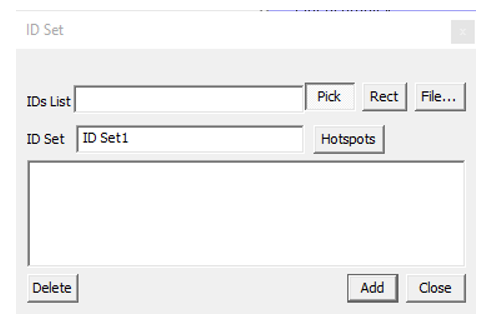 ID Set
IDs List Pick Rect File...
ID Set ID Set1 Hotspots
Delete Add Close